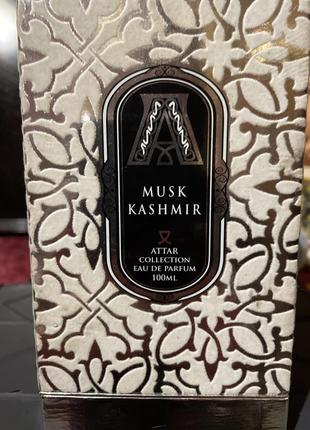 A
MUSK
KASHMIR
ATTAR
COLLECTION
EAU DE PARFUM
100ML